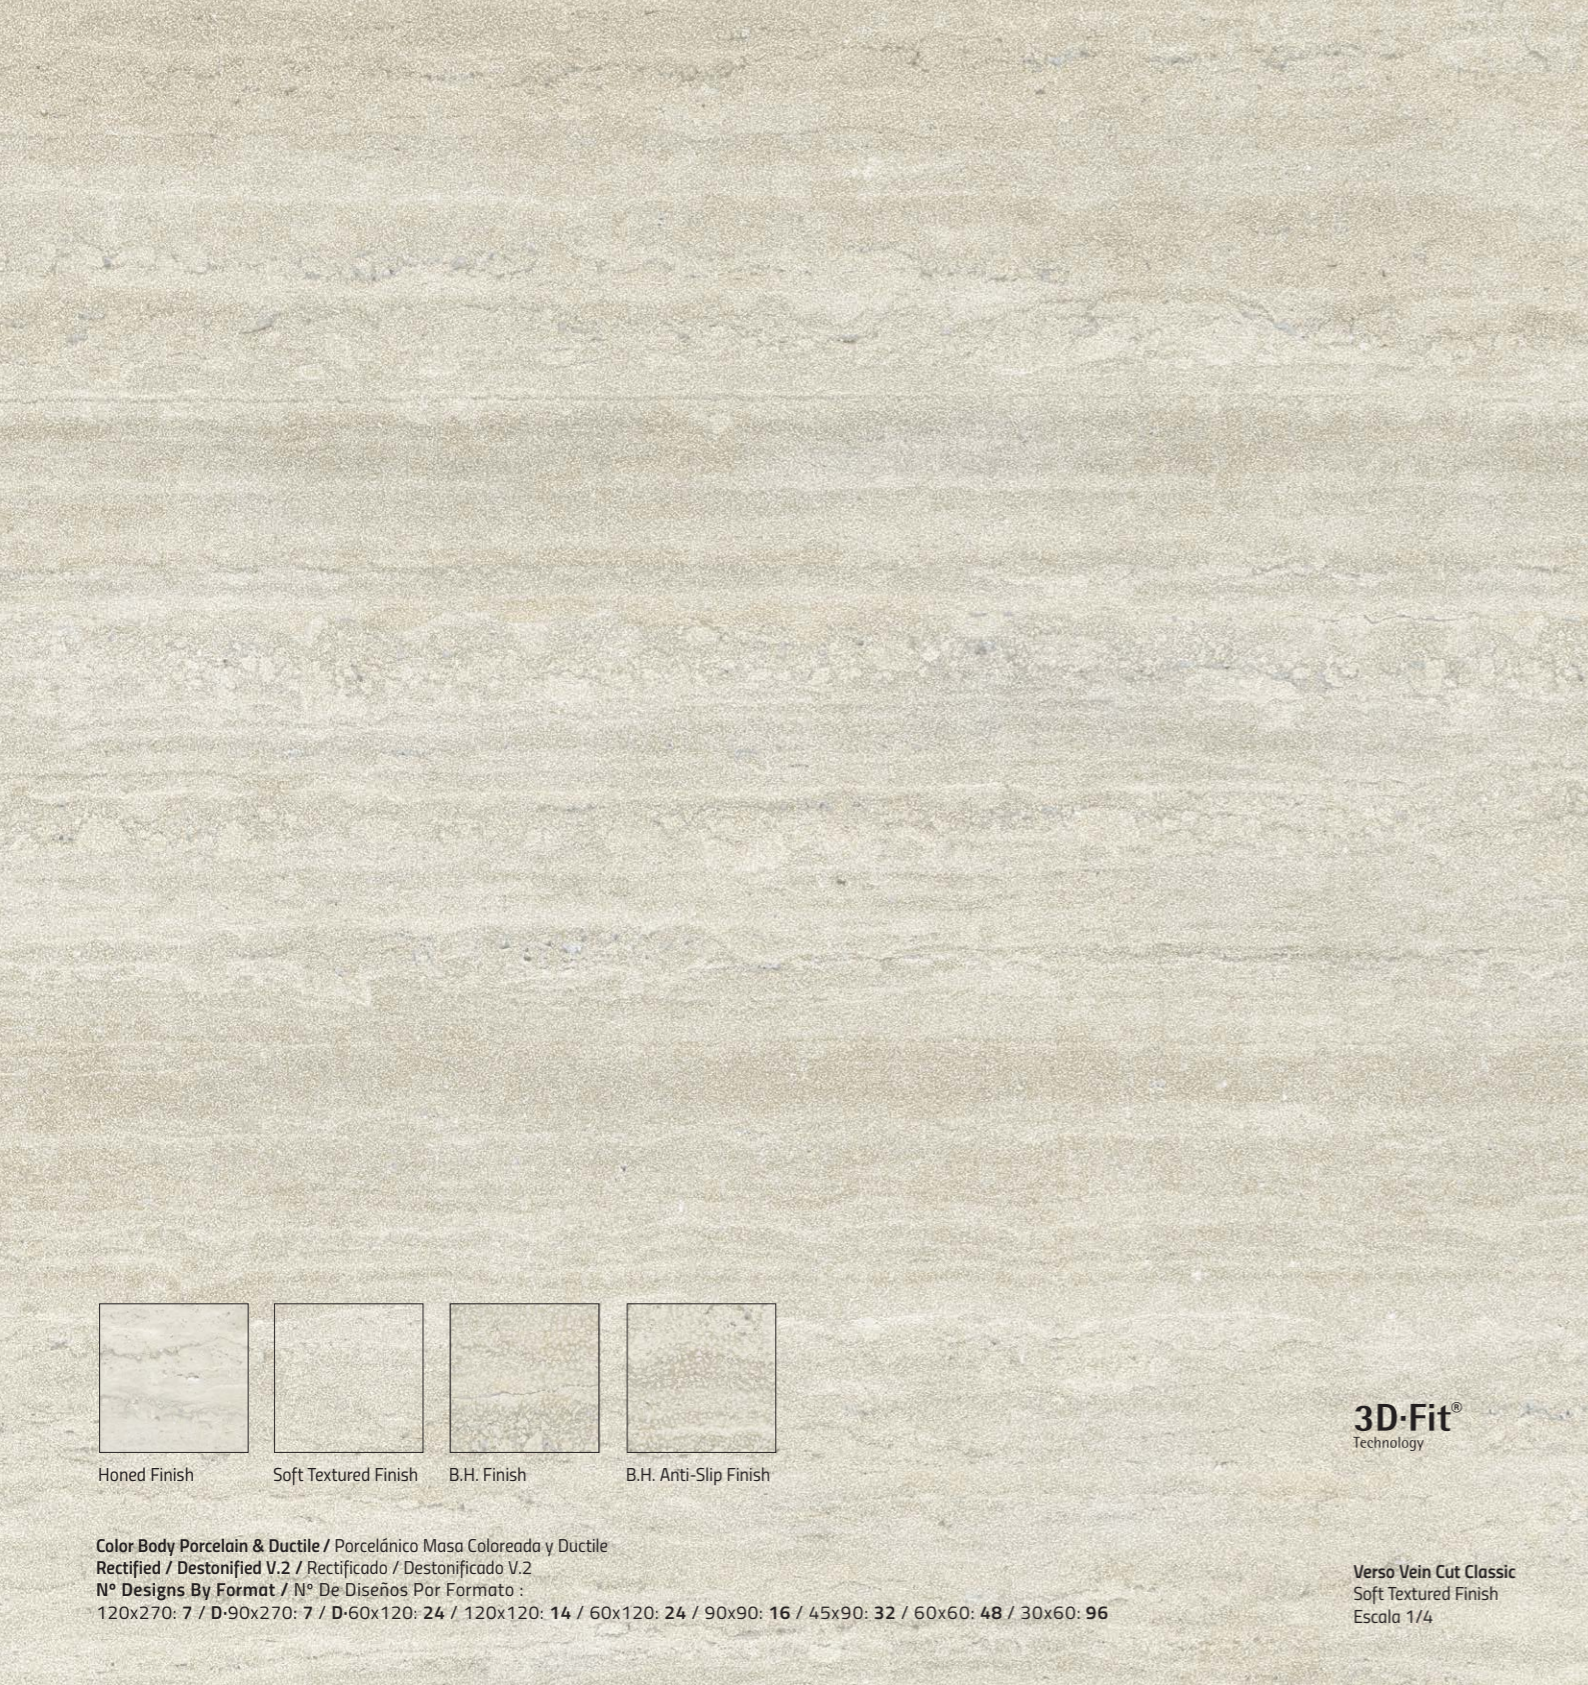 Honed Finish
Soft Textured Finish
B.H. Finish
B.H. Anti-Slip Finish
3D·Fit®
Technology
Color Body Porcelain & Ductile / Porcelánico Masa Coloreada y Ductile
Rectified / Destonified V.2 / Rectificado / Destonificado V.2
Nº Designs By Format / Nº De Diseños Por Formato :
120x270: 7 / D·90x270: 7 / D·60x120: 24 / 120x120: 14 / 60x120: 24 / 90x90: 16 / 45x90: 32 / 60x60: 48 / 30x60: 96
Verso Vein Cut Classic
Soft Textured Finish
Escala 1/4